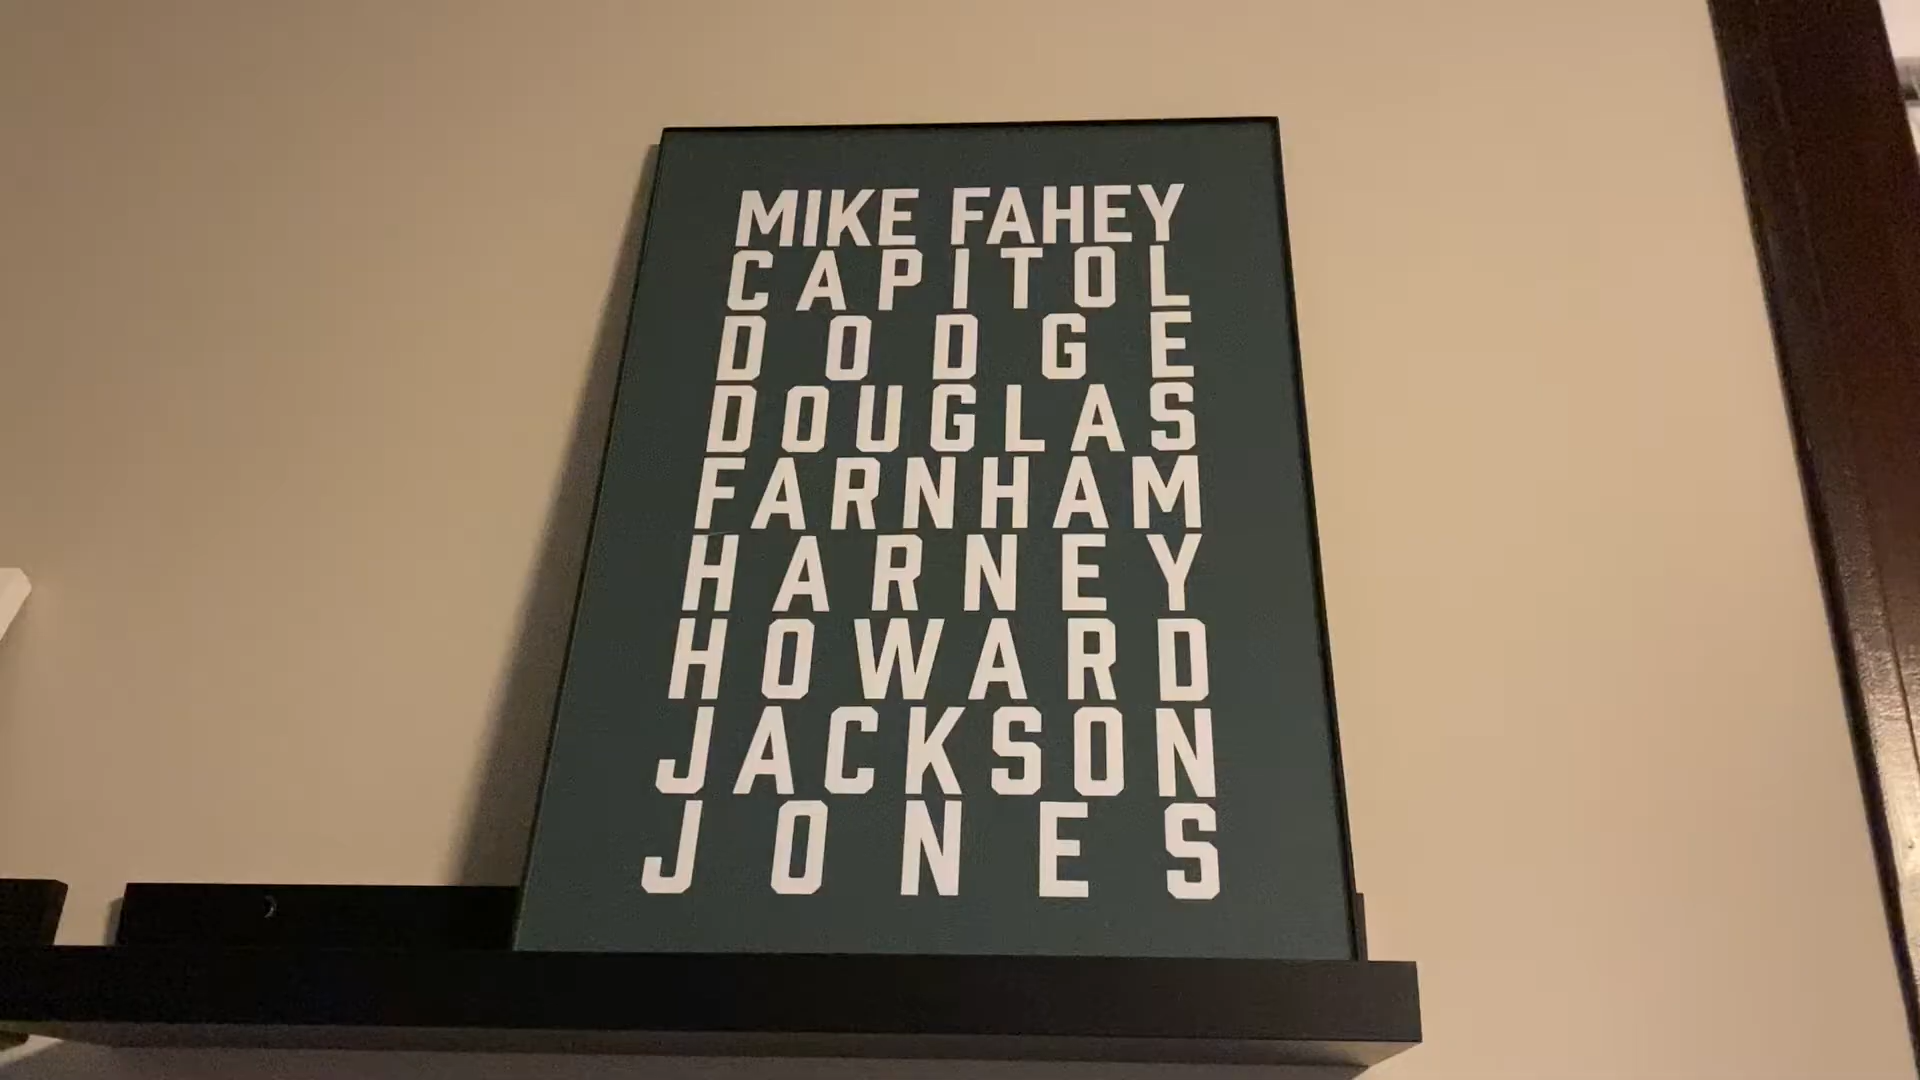 MIKE FAHEY
CAPITOL
DODGE
DOUGLAS
FARNHAM
HARNEY
HOWARD
JACKSON
JONES